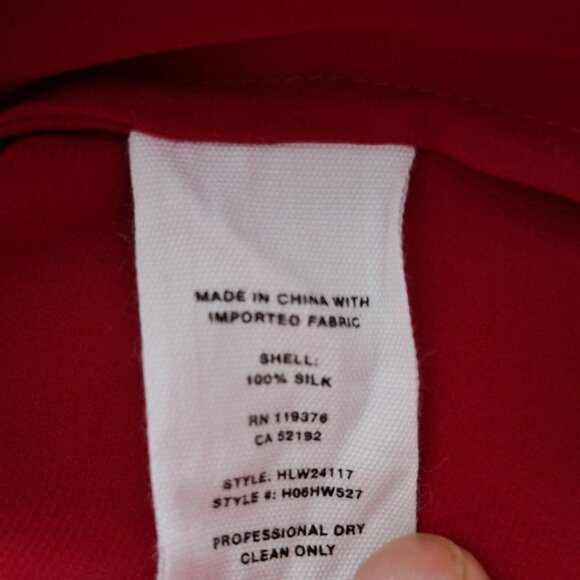 MADE IN CHINA WITH
IMPORTED FABRIC
SHELL:
100% SILK
RN 119376
CA 52192
STYLE: HLW24117
STYLE #: H06HW527
PROFESSIONAL DRY
CLEAN ONLY